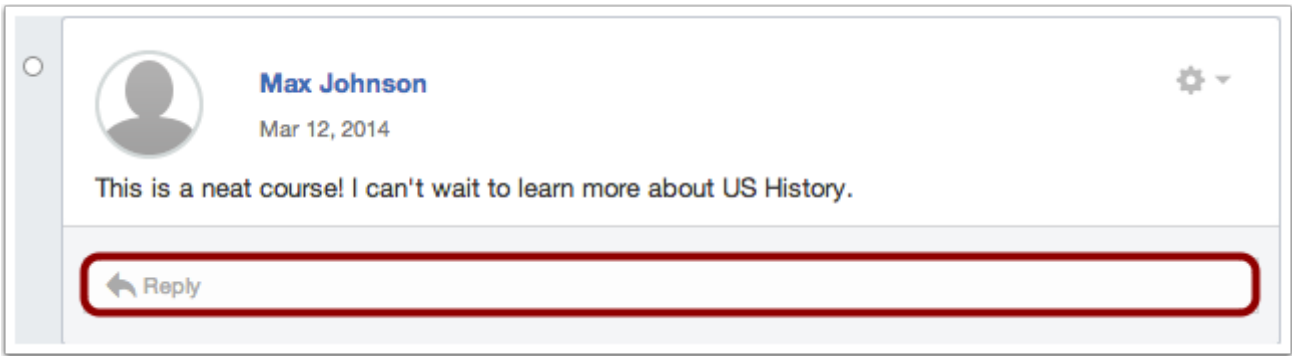 Max Johnson
Mar 12, 2014
This is a neat course! I can't wait to learn more about US History.
Reply